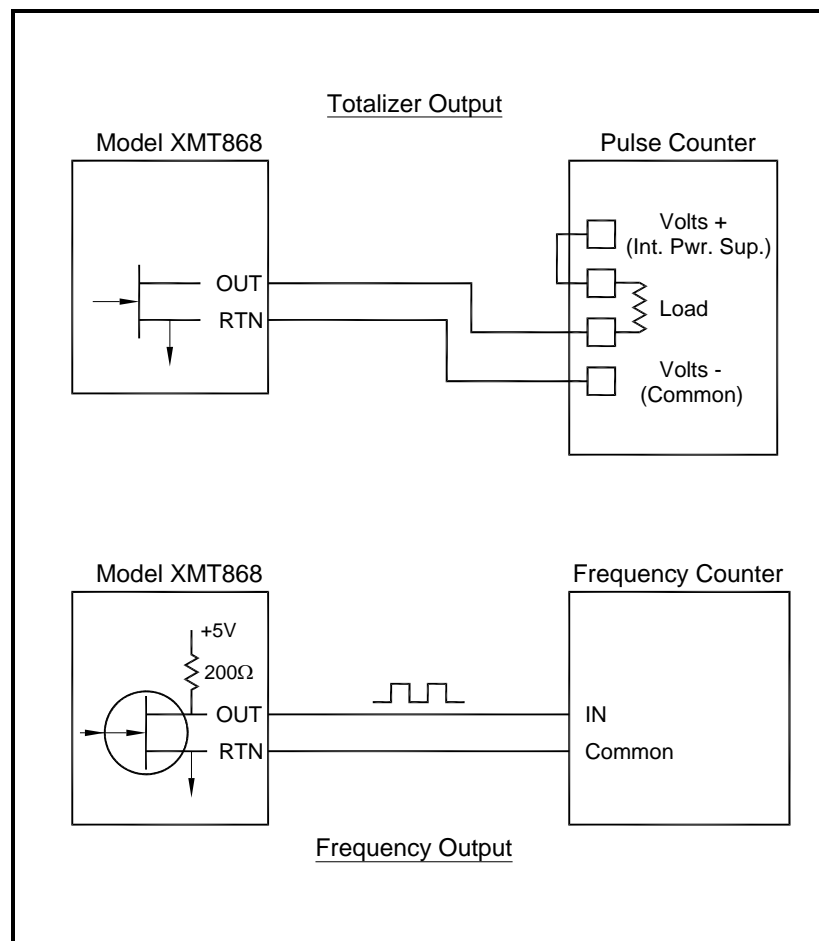 Totalizer Output
Model XMT868
Pulse Counter
Volts +
(Int. Pwr. Sup.)
OUT
Load
RTN
Volts -
(Common)
Model XMT868
Frequency Counter
+5V
200Ω
OUT
IN
RTN
Common
Frequency Output